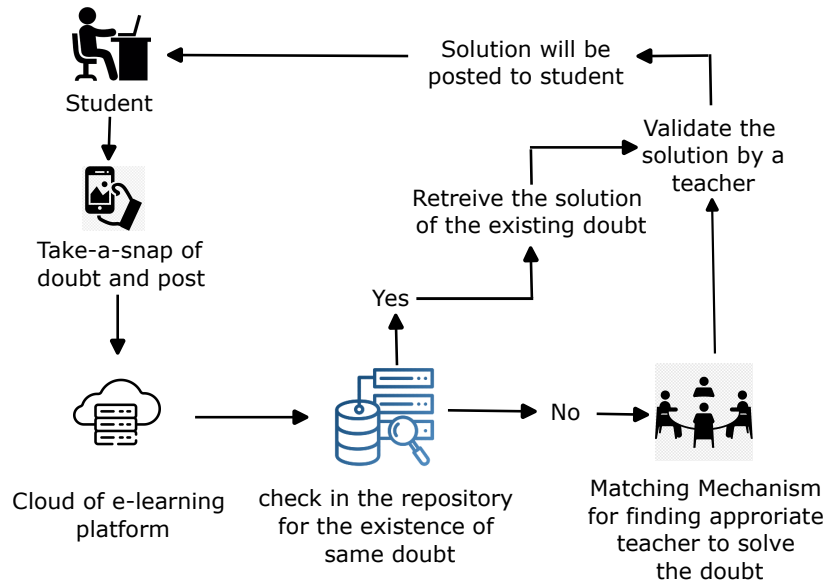 Student
Take-a-snap of
doubt and post
Cloud of e-learning
platform
check in the repository
for the existence of
same doubt
Yes
Retreive the solution
of the existing doubt
No
Matching Mechanism
for finding approriate
teacher to solve
the doubt
Validate the
solution by a
teacher
Solution will be
posted to student